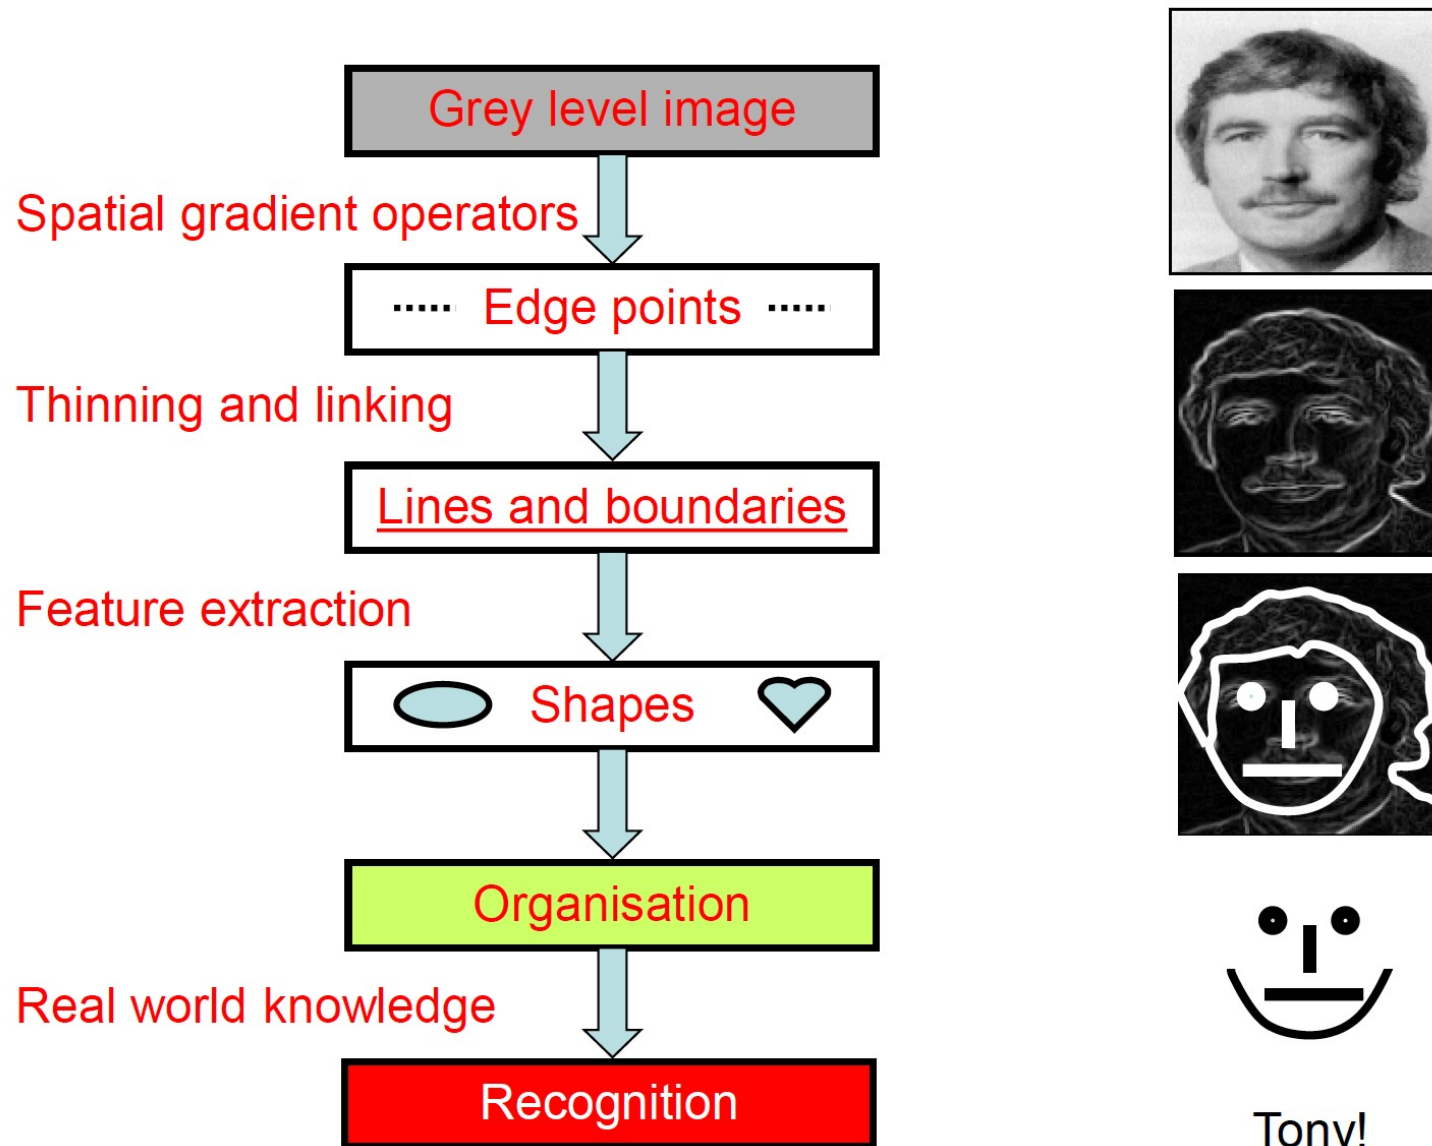 Grey level image
Spatial gradient operators
Edge points
Thinning and linking
Lines and boundaries
Feature extraction
Shapes
Organisation
Real world knowledge
Recognition
Tony!